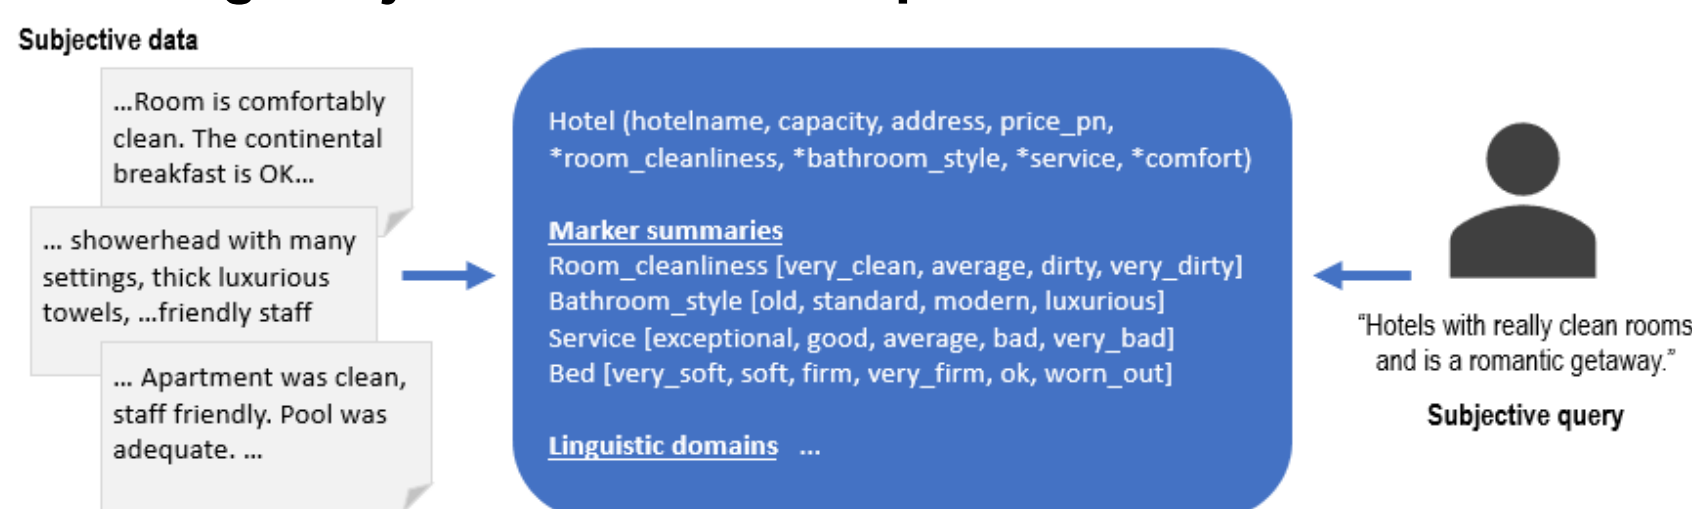 Subjective data
...Room is comfortably
clean. The continental
breakfast is OK...
... showerhead with many
settings, thick luxurious
towels, ...friendly staff
... Apartment was clean,
staff friendly. Pool was
adequate. ...
Hotel (hotelname, capacity, address, price_pn,
*room_cleanliness, *bathroom_style, *service, *comfort)
Marker summaries
Room_cleanliness [very_clean, average, dirty, very_dirty]
Bathroom_style [old, standard, modern, luxurious]
Service [exceptional, good, average, bad, very_bad]
Bed [very_soft, soft, firm, very_firm, ok, worn_out]
Linguistic domains ...
“Hotels with really clean rooms
and is a romantic getaway.”
Subjective query